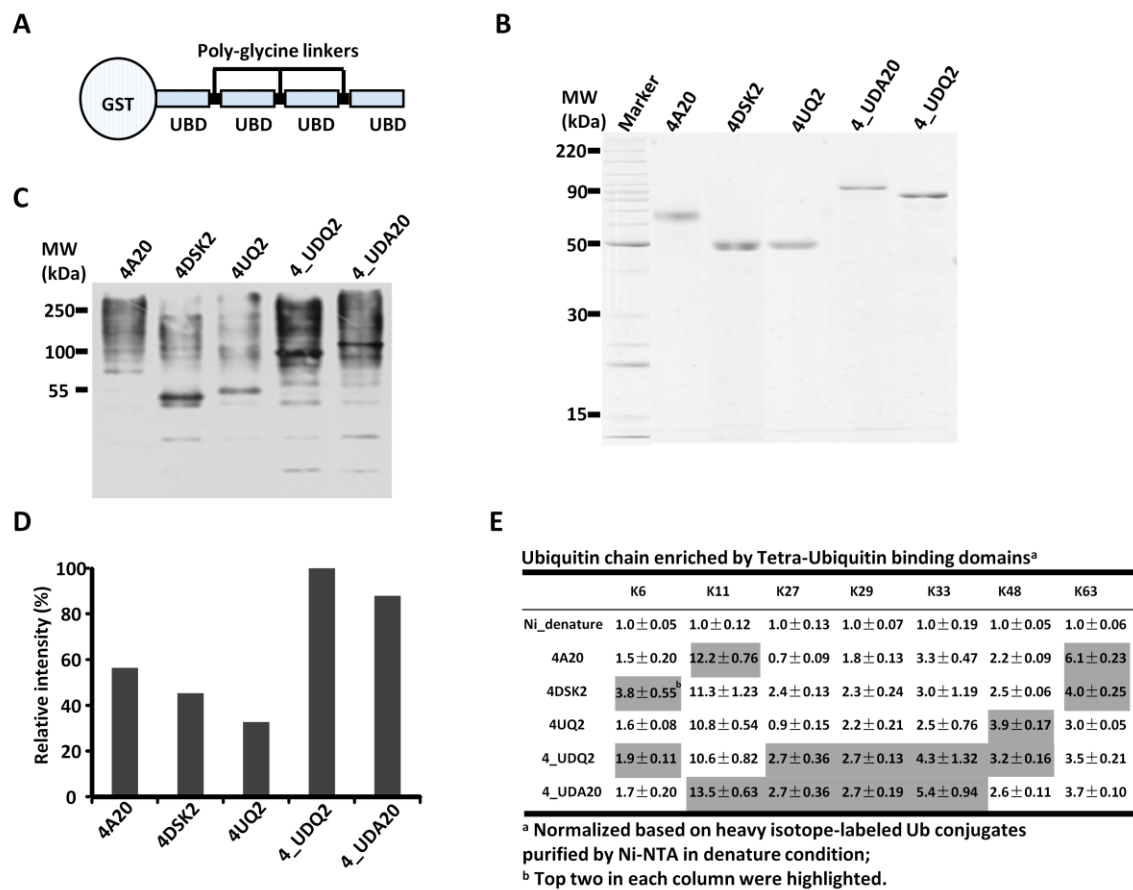 A
Poly-glycine linkers
GST
UBD UBD UBD UBD
B
MW
(kDa)
Marker
4A20
4DSK2
4UQ2
4_UDA20
4_UDQ2
220
90
50
30
15
C
MW
(kDa)
4A20
4DSK2
4UQ2
4_UDQ2
4_UDA20
250
100
55
D
Relative intensity (%)
100
80
60
40
20
0
4A20
4DSK2
4UQ2
4_UDQ2
4_UDA20
E
Ubiquitin chain enriched by Tetra-Ubiquitin binding domainsᵃ
K6 K11 K27 K29 K33 K48 K63
Ni_denature 1.0±0.05 1.0±0.12 1.0±0.13 1.0±0.07 1.0±0.19 1.0±0.05 1.0±0.06
4A20 1.5±0.20 12.2±0.76 0.7±0.09 1.8±0.13 3.3±0.47 2.2±0.09 6.1±0.23
4DSK2 3.8±0.55ᵇ 11.3±1.23 2.4±0.13 2.3±0.24 3.0±1.19 2.5±0.06 4.0±0.25
4UQ2 1.6±0.08 10.8±0.54 0.9±0.15 2.2±0.21 2.5±0.76 3.9±0.17 3.0±0.05
4_UDQ2 1.9±0.11 10.6±0.82 2.7±0.36 2.7±0.13 4.3±1.32 3.2±0.16 3.5±0.21
4_UDA20 1.7±0.20 13.5±0.63 2.7±0.36 2.7±0.19 5.4±0.94 2.6±0.11 3.7±0.10
ᵃ Normalized based on heavy isotope-labeled Ub conjugates
purified by Ni-NTA in denature condition;
ᵇ Top two in each column were highlighted.